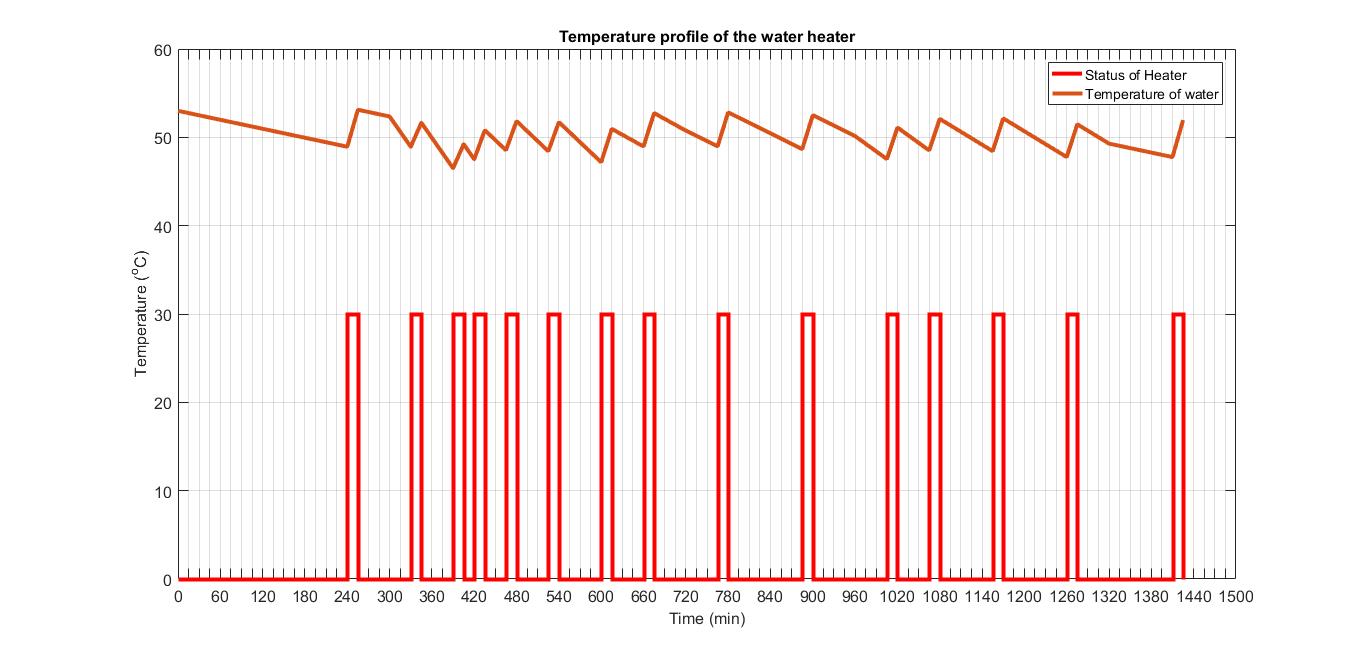 Temperature profile of the water heater
Status of Heater
Temperature of water
60
50
40
30
20
10
0
Temperature (°C)
0 60 120 180 240 300 360 420 480 540 600 660 720 780 840 900 960 1020 1080 1140 1200 1260 1320 1380 1440 1500
Time (min)